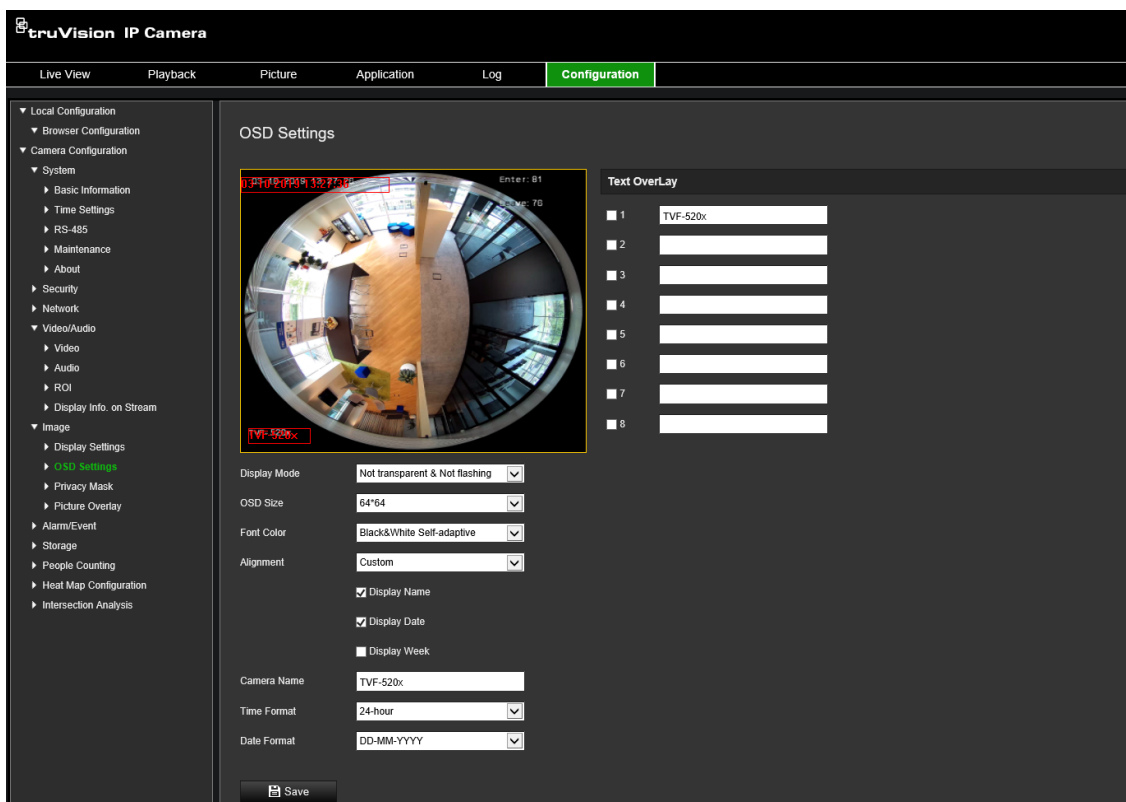 truVision IP Camera
Live View Playback Picture Application Log Configuration
Local Configuration
Browser Configuration
Camera Configuration
System
Basic Information
Time Settings
RS-485
Maintenance
About
Security
Network
Video/Audio
Video
Audio
ROI
Display Info. on Stream
Image
Display Settings
OSD Settings
Privacy Mask
Picture Overlay
Alarm/Event
Storage
People Counting
Heat Map Configuration
Intersection Analysis
OSD Settings
Enter: 81
Leave: 76
TVF-520x
Display Mode Not transparent & Not flashing
OSD Size 64*64
Font Color Black&White Self-adaptive
Alignment Custom
Display Name
Display Date
Display Week
Camera Name TVF-520x
Time Format 24-hour
Date Format DD-MM-YYYY
Save
Text OverLay
1 TVF-520x
2
3
4
5
6
7
8